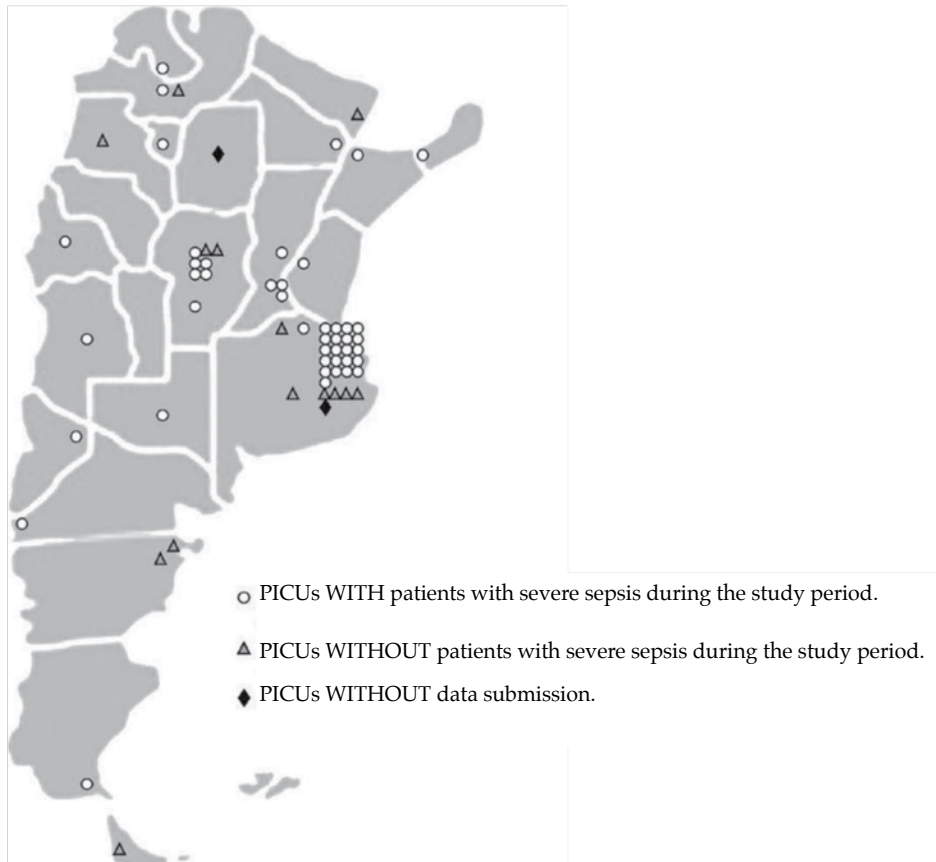 PICUs WITH patients with severe sepsis during the study period.
PICUs WITHOUT patients with severe sepsis during the study period.
PICUs WITHOUT data submission.